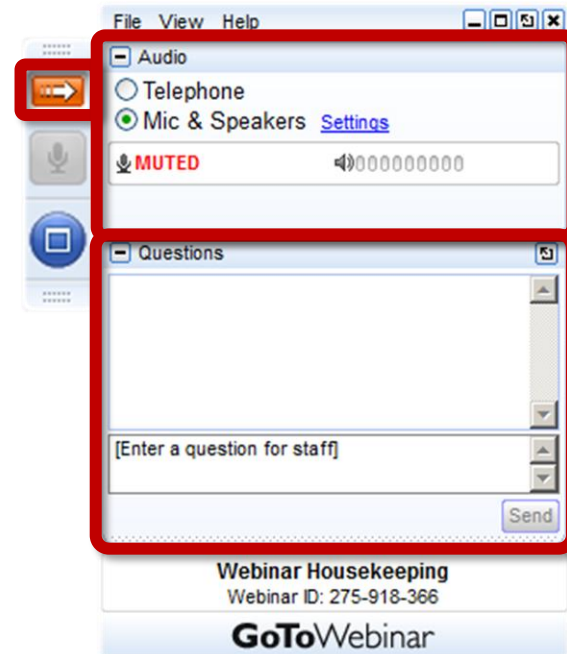 File View Help
Audio
Telephone
Mic & Speakers Settings
MUTED
Questions
[Enter a question for staff]
Send
Webinar Housekeeping
Webinar ID: 275-918-366
GoToWebinar